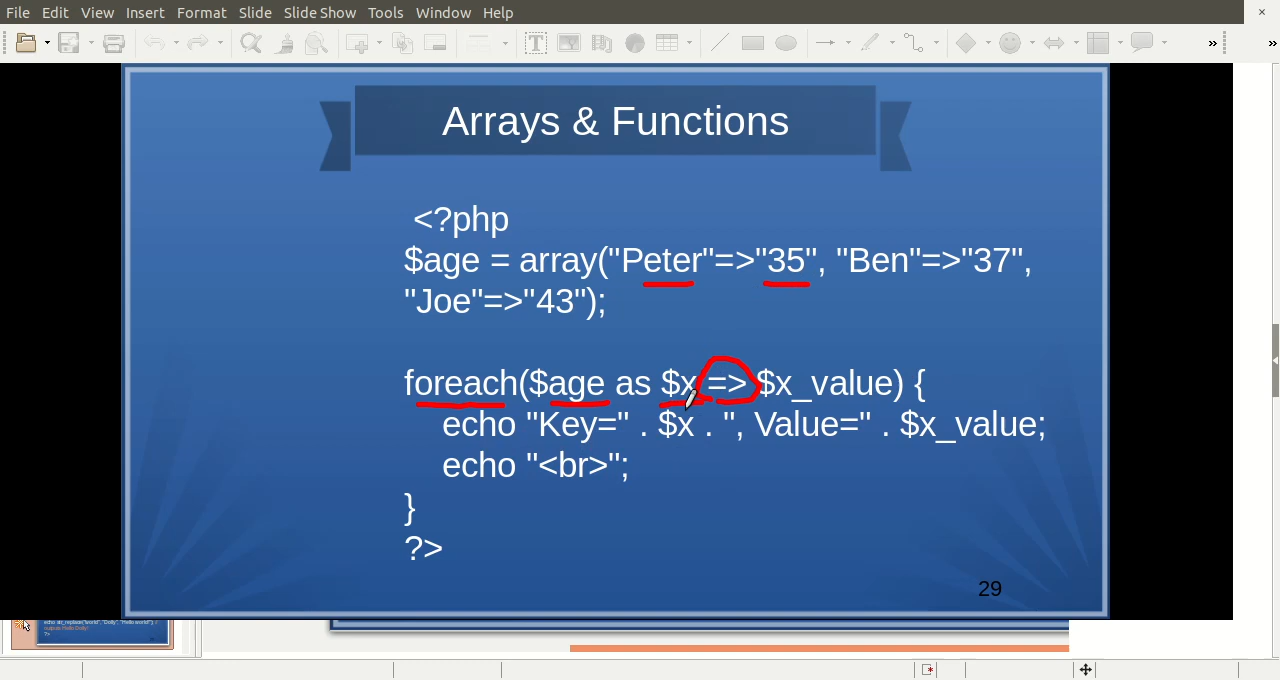 File Edit View Insert Format Slide Slide Show Tools Window Help
Arrays & Functions
<?php
$age = array("Peter"=>"35", "Ben"=>"37",
"Joe"=>"43");
foreach($age as $x => $x_value) {
echo "Key=" . $x . ", Value=" . $x_value;
echo "<br>";
}
?>
29